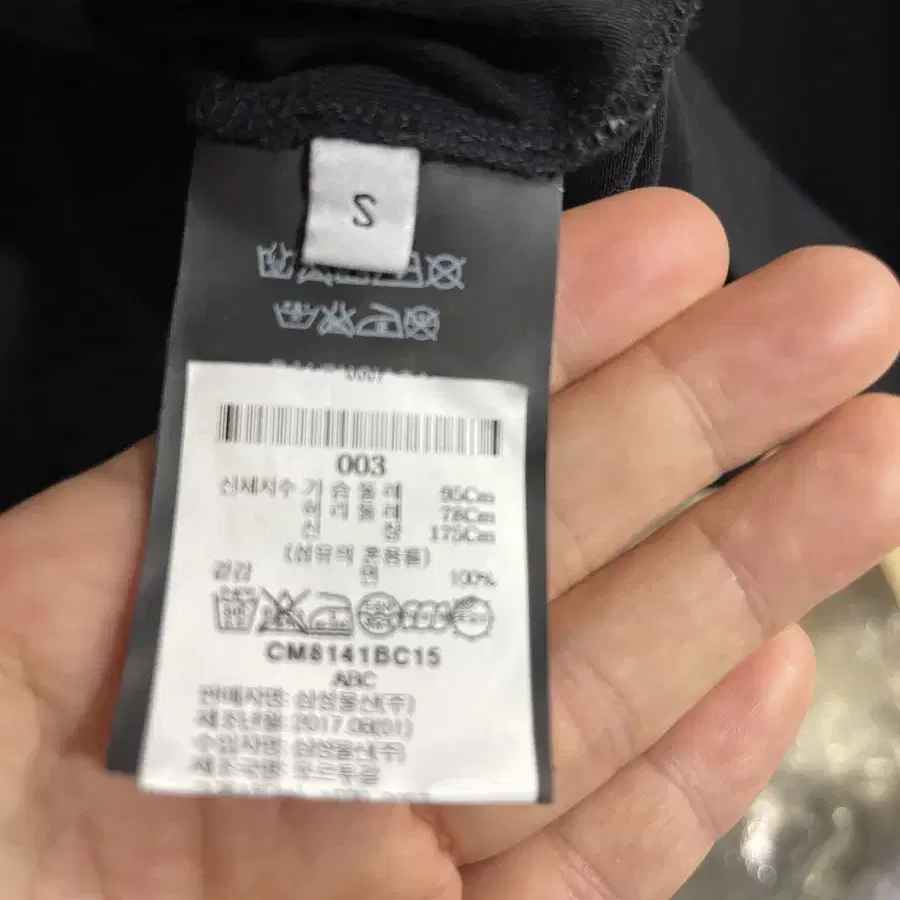 S
003
신체치수 가 슴 둘 레 95Cm
허 리 둘 레 78Cm
신 장 175Cm
(섬유의 혼용률)
겉감 면 100%
CM8141BC15
ABC
판매자명: 삼성물산(주)
제조년월: 2017.06(01)
수입자명: 삼성물산(주)
제조국명: 포르투갈